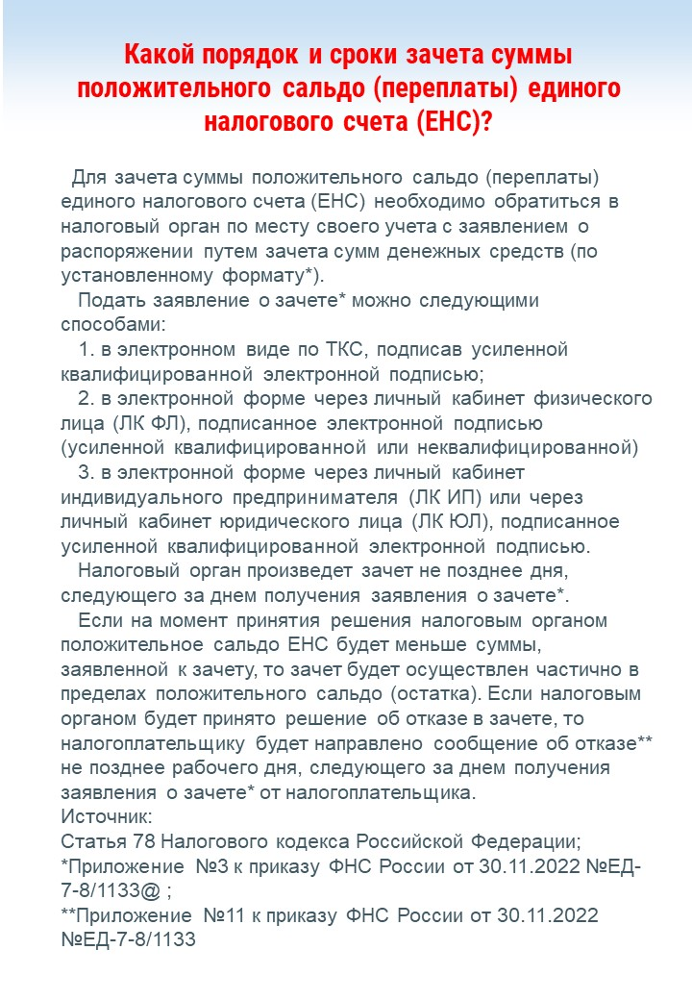 Какой порядок и сроки зачета суммы
положительного сальдо (переплаты) единого
налогового счета (ЕНС)?
Для зачета суммы положительного сальдо (переплаты)
единого налогового счета (ЕНС) необходимо обратиться в
налоговый орган по месту своего учета с заявлением о
распоряжении путем зачета сумм денежных средств (по
установленному формату*).
Подать заявление о зачете* можно следующими
способами:
1. в электронном виде по ТКС, подписав усиленной
квалифицированной электронной подписью;
2. в электронной форме через личный кабинет физического
лица (ЛК ФЛ), подписанное электронной подписью
(усиленной квалифицированной или неквалифицированной)
3. в электронной форме через личный кабинет
индивидуального предпринимателя (ЛК ИП) или через
личный кабинет юридического лица (ЛК ЮЛ), подписанное
усиленной квалифицированной электронной подписью.
Налоговый орган произведет зачет не позднее дня,
следующего за днем получения заявления о зачете*.
Если на момент принятия решения налоговым органом
положительное сальдо ЕНС будет меньше суммы,
заявленной к зачету, то зачет будет осуществлен частично в
пределах положительного сальдо (остатка). Если налоговым
органом будет принято решение об отказе в зачете, то
налогоплательщику будет направлено сообщение об отказе**
не позднее рабочего дня, следующего за днем получения
заявления о зачете* от налогоплательщика.
Источник:
Статья 78 Налогового кодекса Российской Федерации;
*Приложение №3 к приказу ФНС России от 30.11.2022 №ЕД-
7-8/1133@ ;
**Приложение №11 к приказу ФНС России от 30.11.2022
№ЕД-7-8/1133